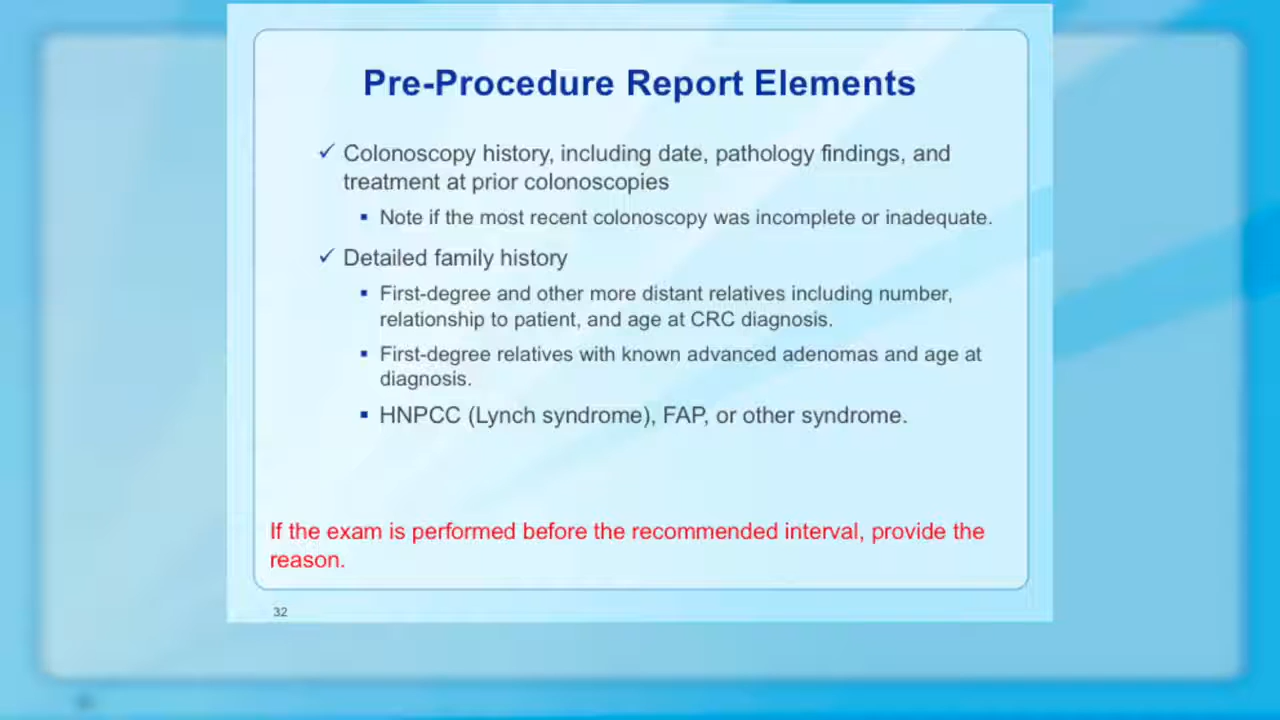 Pre-Procedure Report Elements
✓ Colonoscopy history, including date, pathology findings, and
treatment at prior colonoscopies
▪ Note if the most recent colonoscopy was incomplete or inadequate.
✓ Detailed family history
▪ First-degree and other more distant relatives including number,
relationship to patient, and age at CRC diagnosis.
▪ First-degree relatives with known advanced adenomas and age at
diagnosis.
▪ HNPCC (Lynch syndrome), FAP, or other syndrome.
If the exam is performed before the recommended interval, provide the
reason.
32